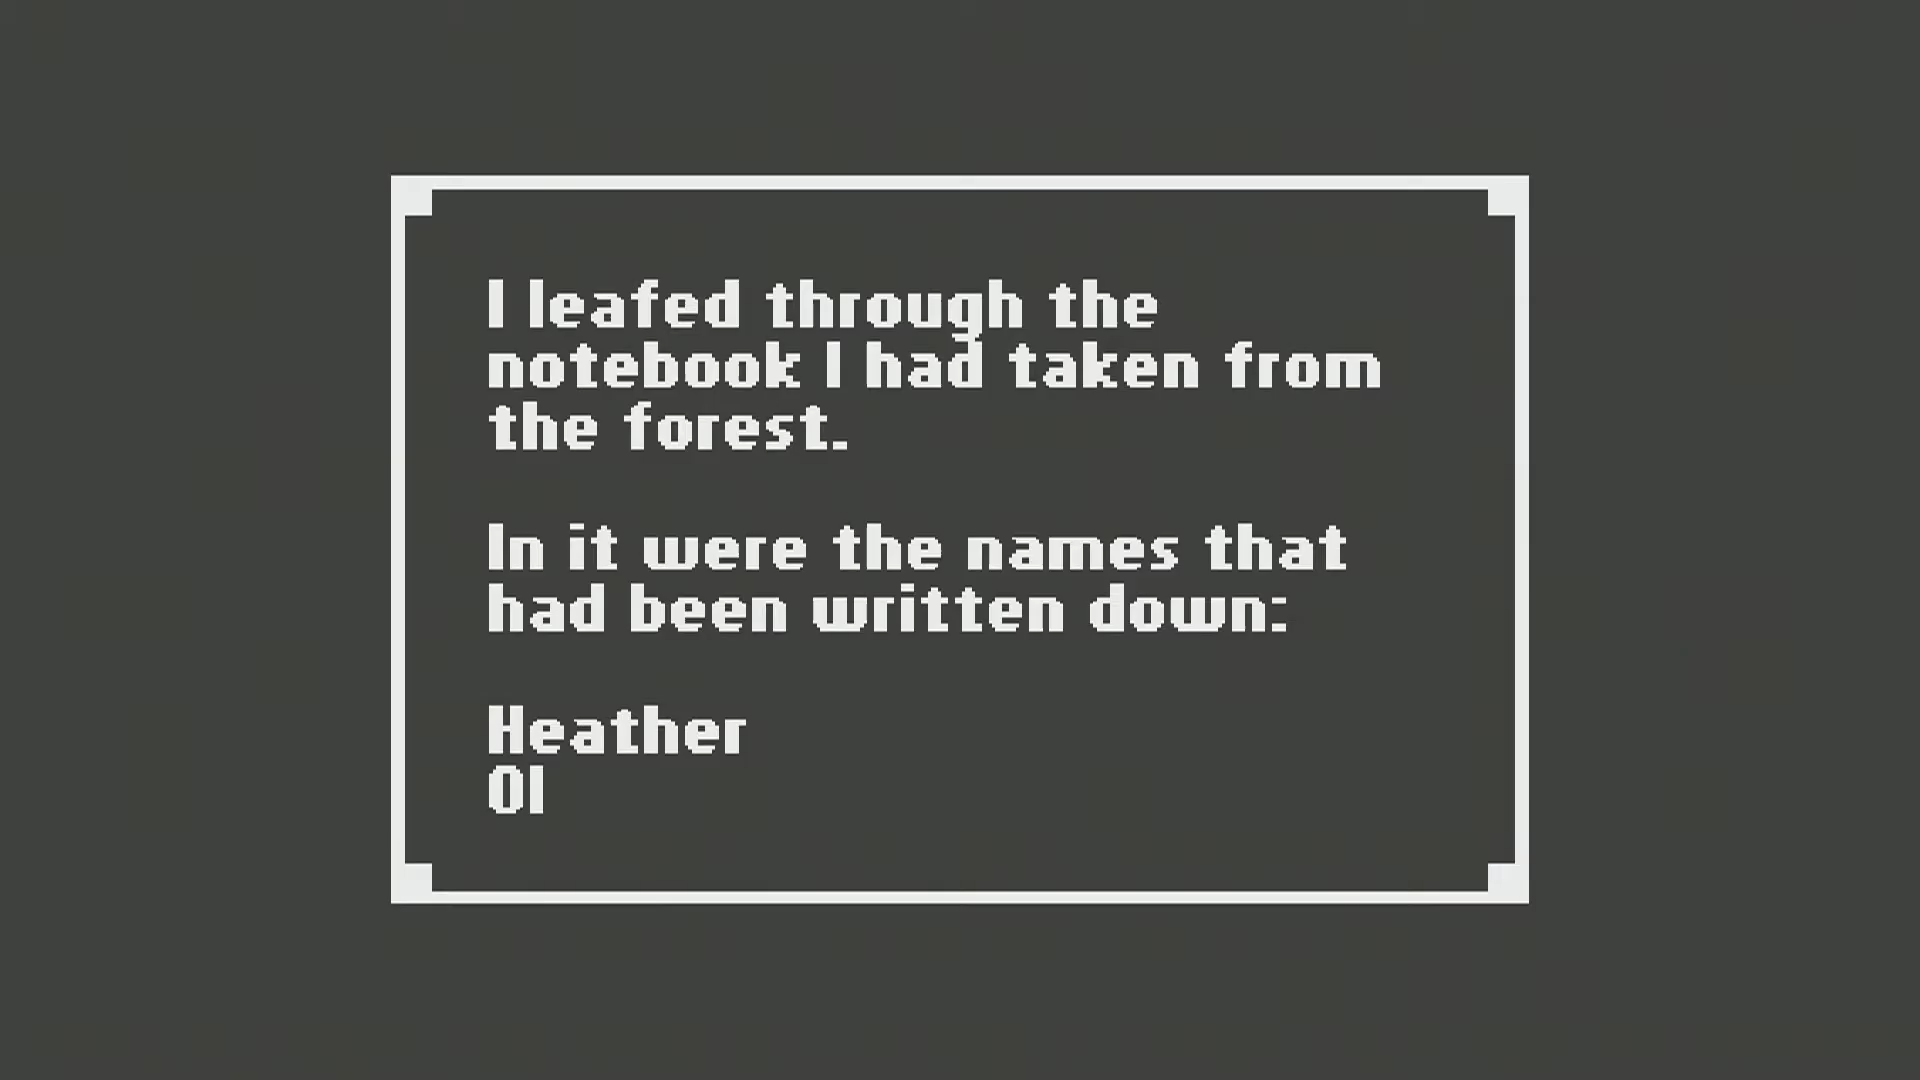 I leafed through the
notebook I had taken from
the forest.
In it were the names that
had been written down:
Heather
Ol